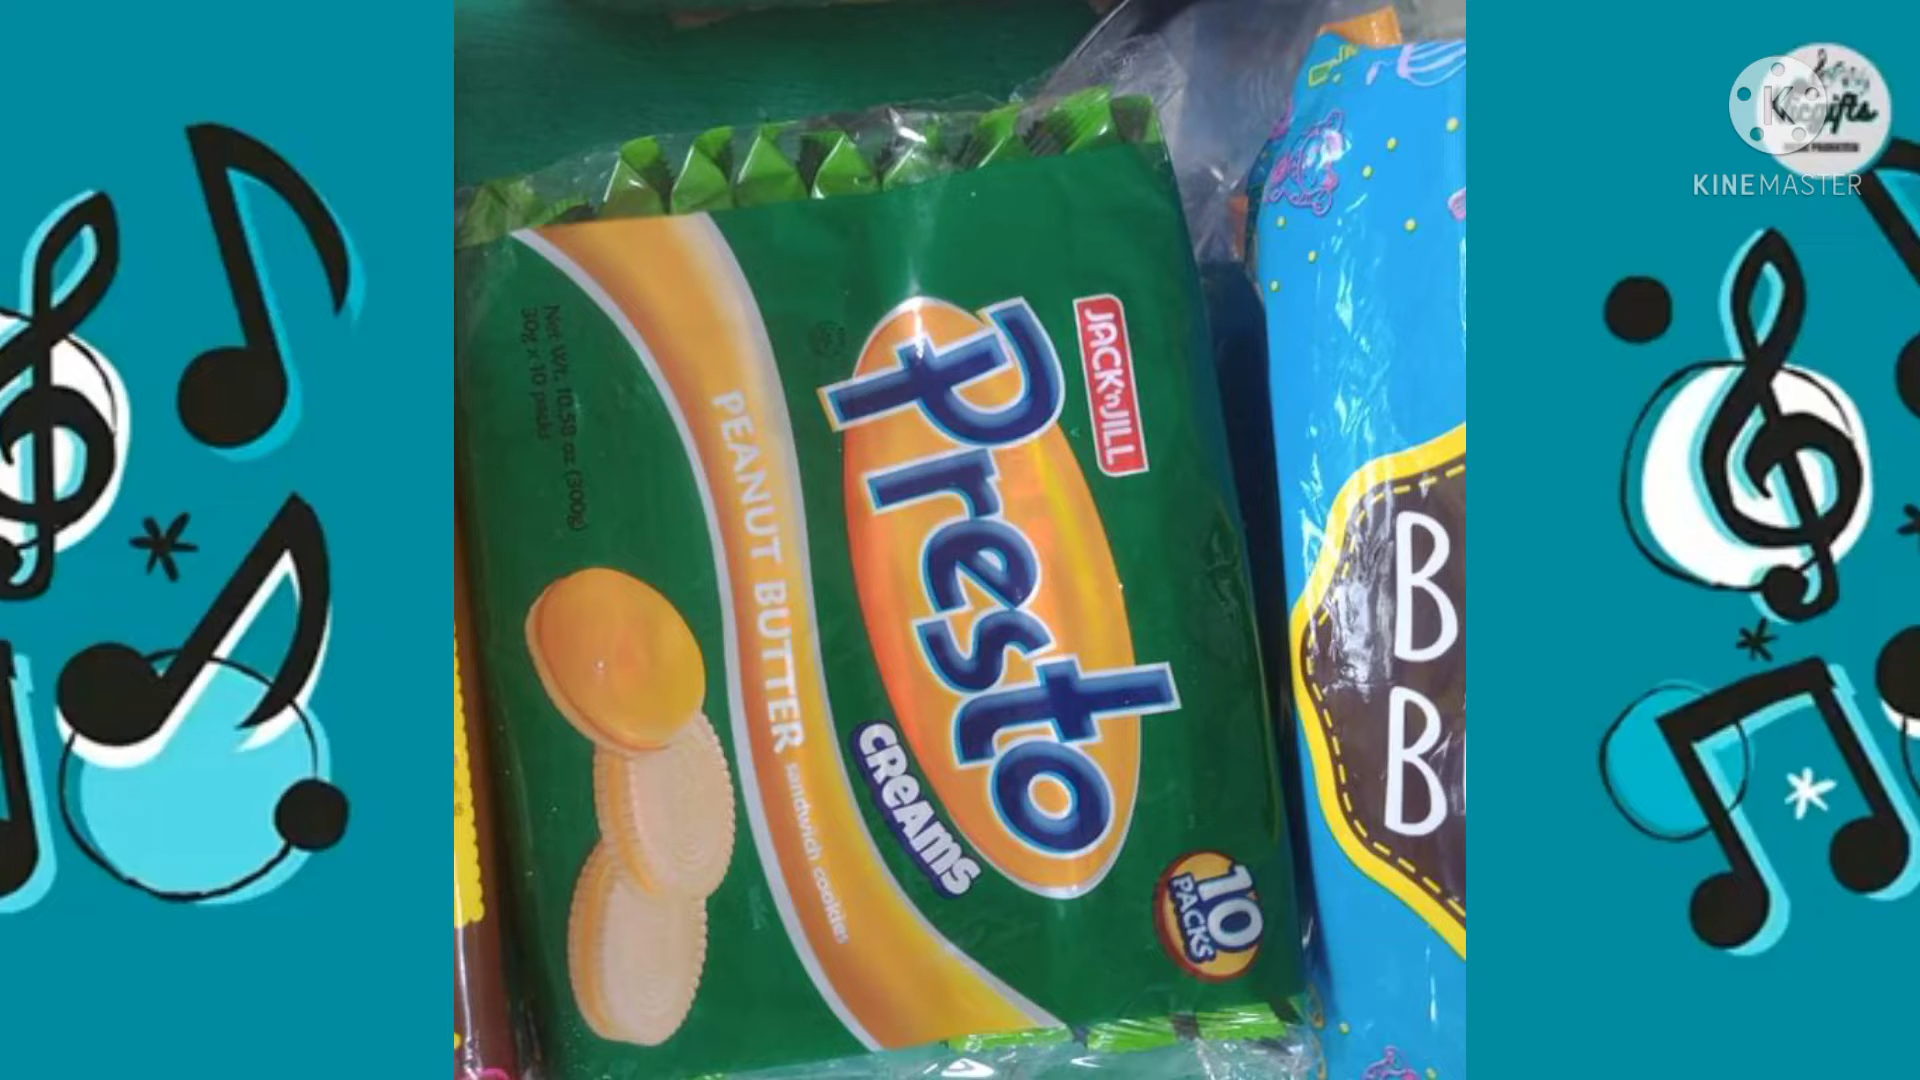 JACK'n JILL
Presto
CREAMS
PEANUT BUTTER sandwich cookies
10
PACKS
Net Wt. 10.58 oz (300g)
30g x 10 packs
B
B
KINEMASTER
K